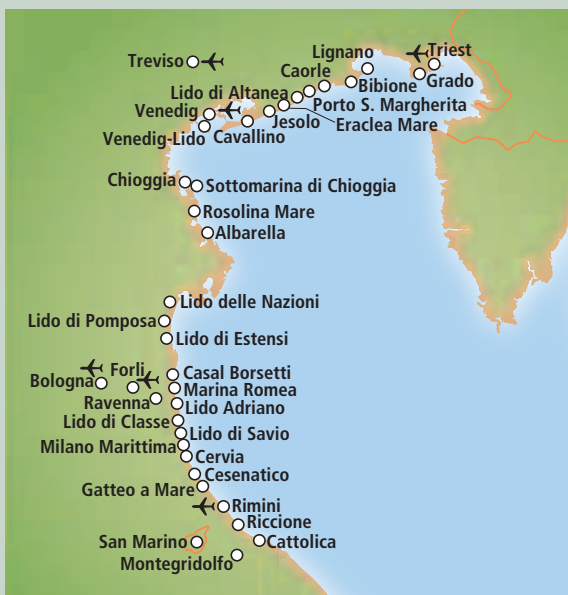 Lignano
Triest
Treviso
Caorle
Lido di Altanea
Bibione
Grado
Venedig
Porto S. Margherita
Jesolo
Eraclea Mare
Venedig-Lido
Cavallino
Chioggia
Sottomarina di Chioggia
Rosolina Mare
Albarella
Lido delle Nazioni
Lido di Pomposa
Lido di Estensi
Forli
Casal Borsetti
Bologna
Marina Romea
Ravenna
Lido Adriano
Lido di Classe
Lido di Savio
Milano Marittima
Cervia
Cesenatico
Gatteo a Mare
Rimini
Riccione
San Marino
Cattolica
Montegridolfo